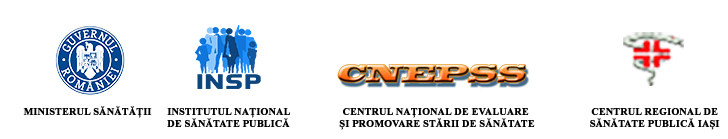 GUVERNUL ROMÂNIEI
INSP
CNEPSS
MINISTERUL SĂNĂTĂȚII
INSTITUTUL NAȚIONAL
DE SĂNĂTATE PUBLICĂ
CENTRUL NAȚIONAL DE EVALUARE
ȘI PROMOVARE STĂRII DE SĂNĂTATE
CENTRUL REGIONAL DE
SĂNĂTATE PUBLICĂ IAȘI